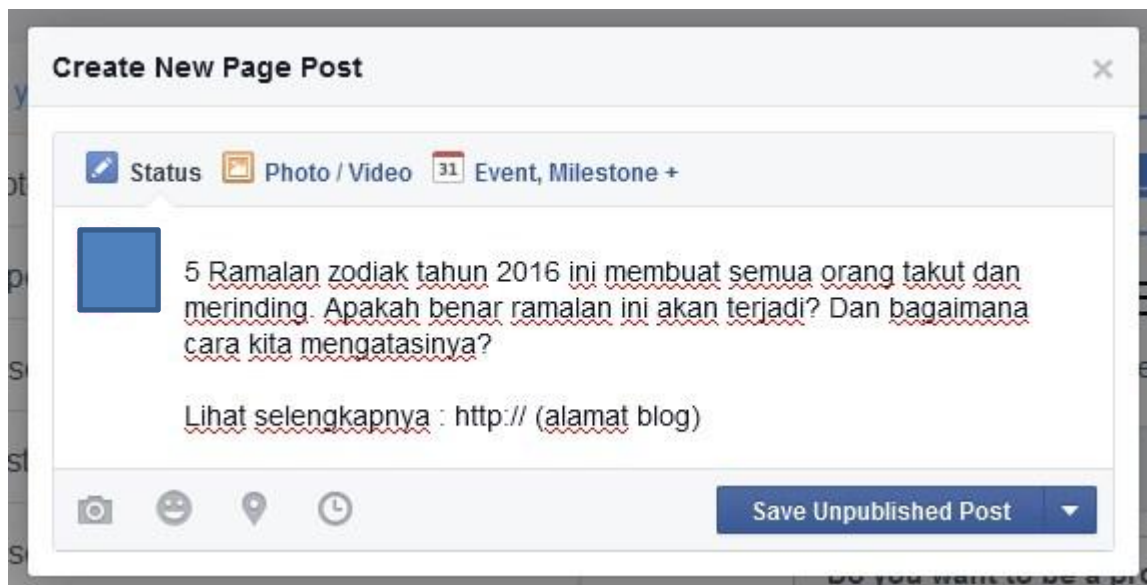 Create New Page Post
×
Status Photo / Video 31 Event, Milestone +
5 Ramalan zodiak tahun 2016 ini membuat semua orang takut dan
merinding. Apakah benar ramalan ini akan terjadi? Dan bagaimana
cara kita mengatasinya?
Lihat selengkapnya : http:// (alamat blog)
Save Unpublished Post